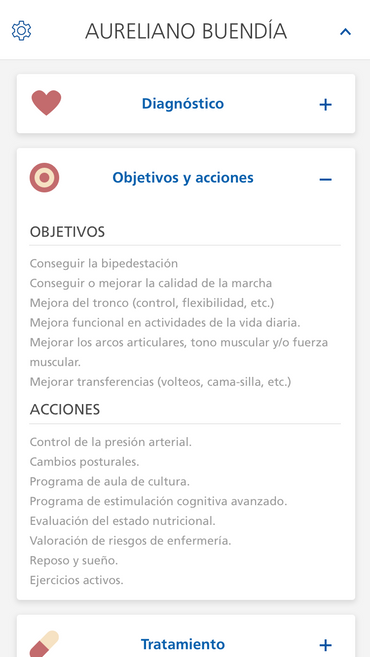 AURELIANO BUENDÍA
Diagnóstico
Objetivos y acciones
OBJETIVOS
Conseguir la bipedestación
Conseguir o mejorar la calidad de la marcha
Mejora del tronco (control, flexibilidad, etc.)
Mejora funcional en actividades de la vida diaria.
Mejorar los arcos articulares, tono muscular y/o fuerza
muscular.
Mejorar transferencias (volteos, cama-silla, etc.)
ACCIONES
Control de la presión arterial.
Cambios posturales.
Programa de aula de cultura.
Programa de estimulación cognitiva avanzado.
Evaluación del estado nutricional.
Valoración de riesgos de enfermería.
Reposo y sueño.
Ejercicios activos.
Tratamiento